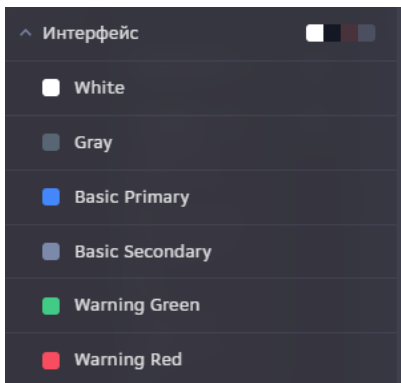 Интерфейс
White
Gray
Basic Primary
Basic Secondary
Warning Green
Warning Red